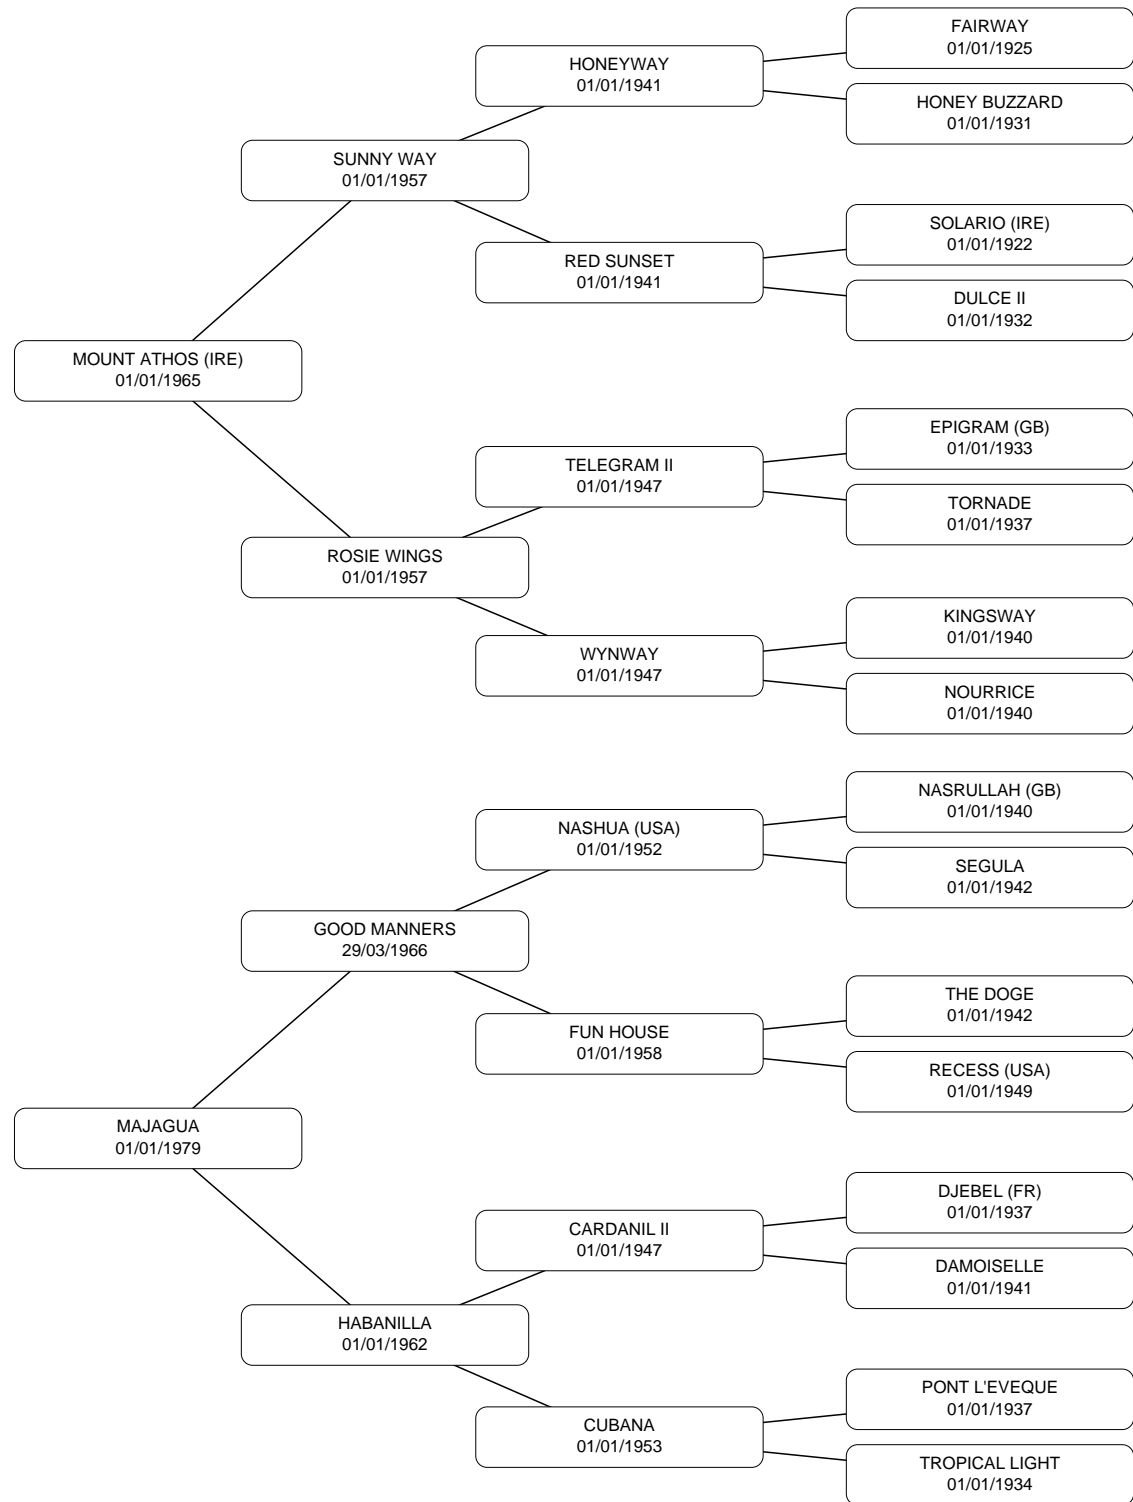 FAIRWAY
01/01/1925
HONEYWAY
01/01/1941
HONEY BUZZARD
01/01/1931
SUNNY WAY
01/01/1957
SOLARIO (IRE)
01/01/1922
RED SUNSET
01/01/1941
DULCE II
01/01/1932
MOUNT ATHOS (IRE)
01/01/1965
EPIGRAM (GB)
01/01/1933
TELEGRAM II
01/01/1947
TORNADE
01/01/1937
ROSIE WINGS
01/01/1957
KINGSWAY
01/01/1940
WYNWAY
01/01/1947
NOURRICE
01/01/1940
NASRULLAH (GB)
01/01/1940
NASHUA (USA)
01/01/1952
SEGULA
01/01/1942
GOOD MANNERS
29/03/1966
THE DOGE
01/01/1942
FUN HOUSE
01/01/1958
RECESS (USA)
01/01/1949
MAJAGUA
01/01/1979
DJEBEL (FR)
01/01/1937
CARDANIL II
01/01/1947
DAMOISELLE
01/01/1941
HABANILLA
01/01/1962
PONT L'EVEQUE
01/01/1937
CUBANA
01/01/1953
TROPICAL LIGHT
01/01/1934